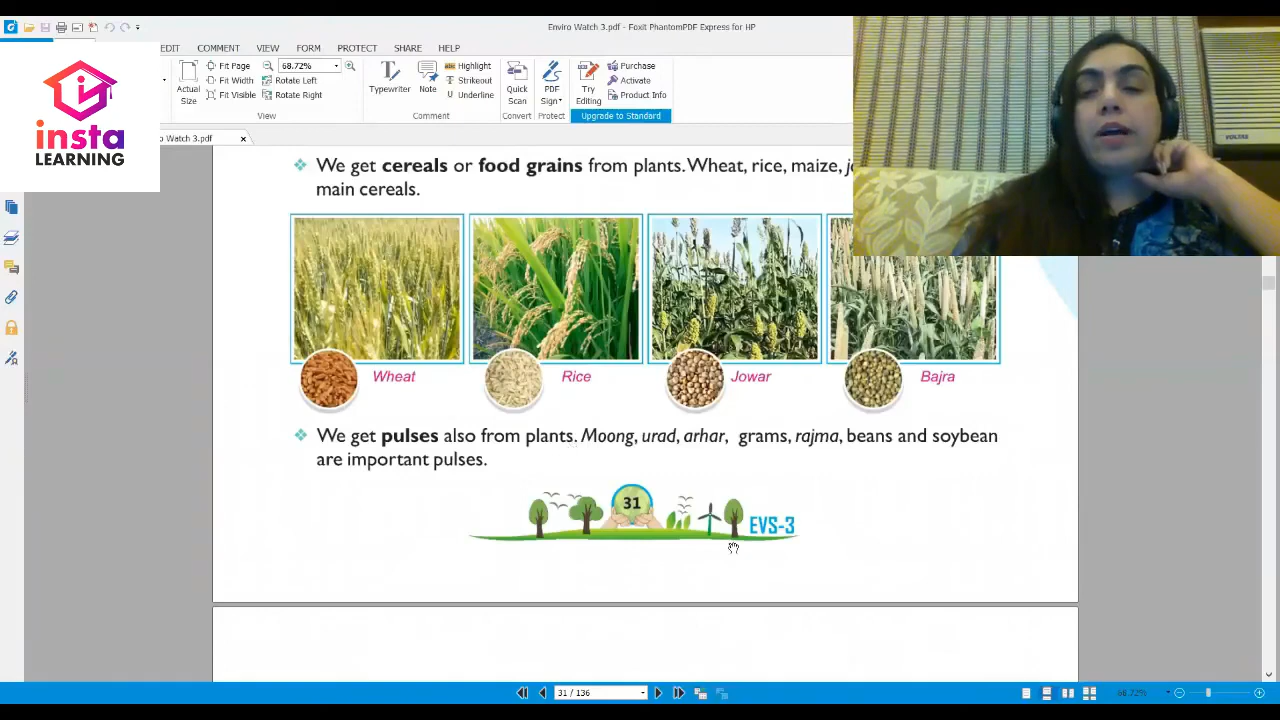 Enviro Watch 3.pdf - Foxit PhantomPDF Express for HP
EDIT COMMENT VIEW FORM PROTECT SHARE HELP
Fit Page 68.72% Highlight Purchase
Actual Size Fit Width Rotate Left Typewriter Note Quick Scan PDF Sign Try Editing Activate
Fit Visible Rotate Right Product Info
View Comment Convert Protect Upgrade to Standard
insta
LEARNING
Watch 3.pdf
We get cereals or food grains from plants. Wheat, rice, maize,
main cereals.
Wheat Rice Jowar Bajra
We get pulses also from plants. Moong, urad, arhar, grams, rajma, beans and soybean
are important pulses.
31
EVS-3
31 / 136
68.72%